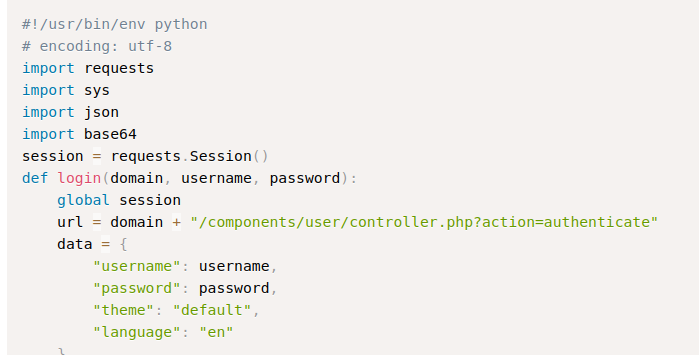 #!/usr/bin/env python
# encoding: utf-8
import requests
import sys
import json
import base64
session = requests.Session()
def login(domain, username, password):
    global session
    url = domain + "/components/user/controller.php?action=authenticate"
    data = {
        "username": username,
        "password": password,
        "theme": "default",
        "language": "en"
    }